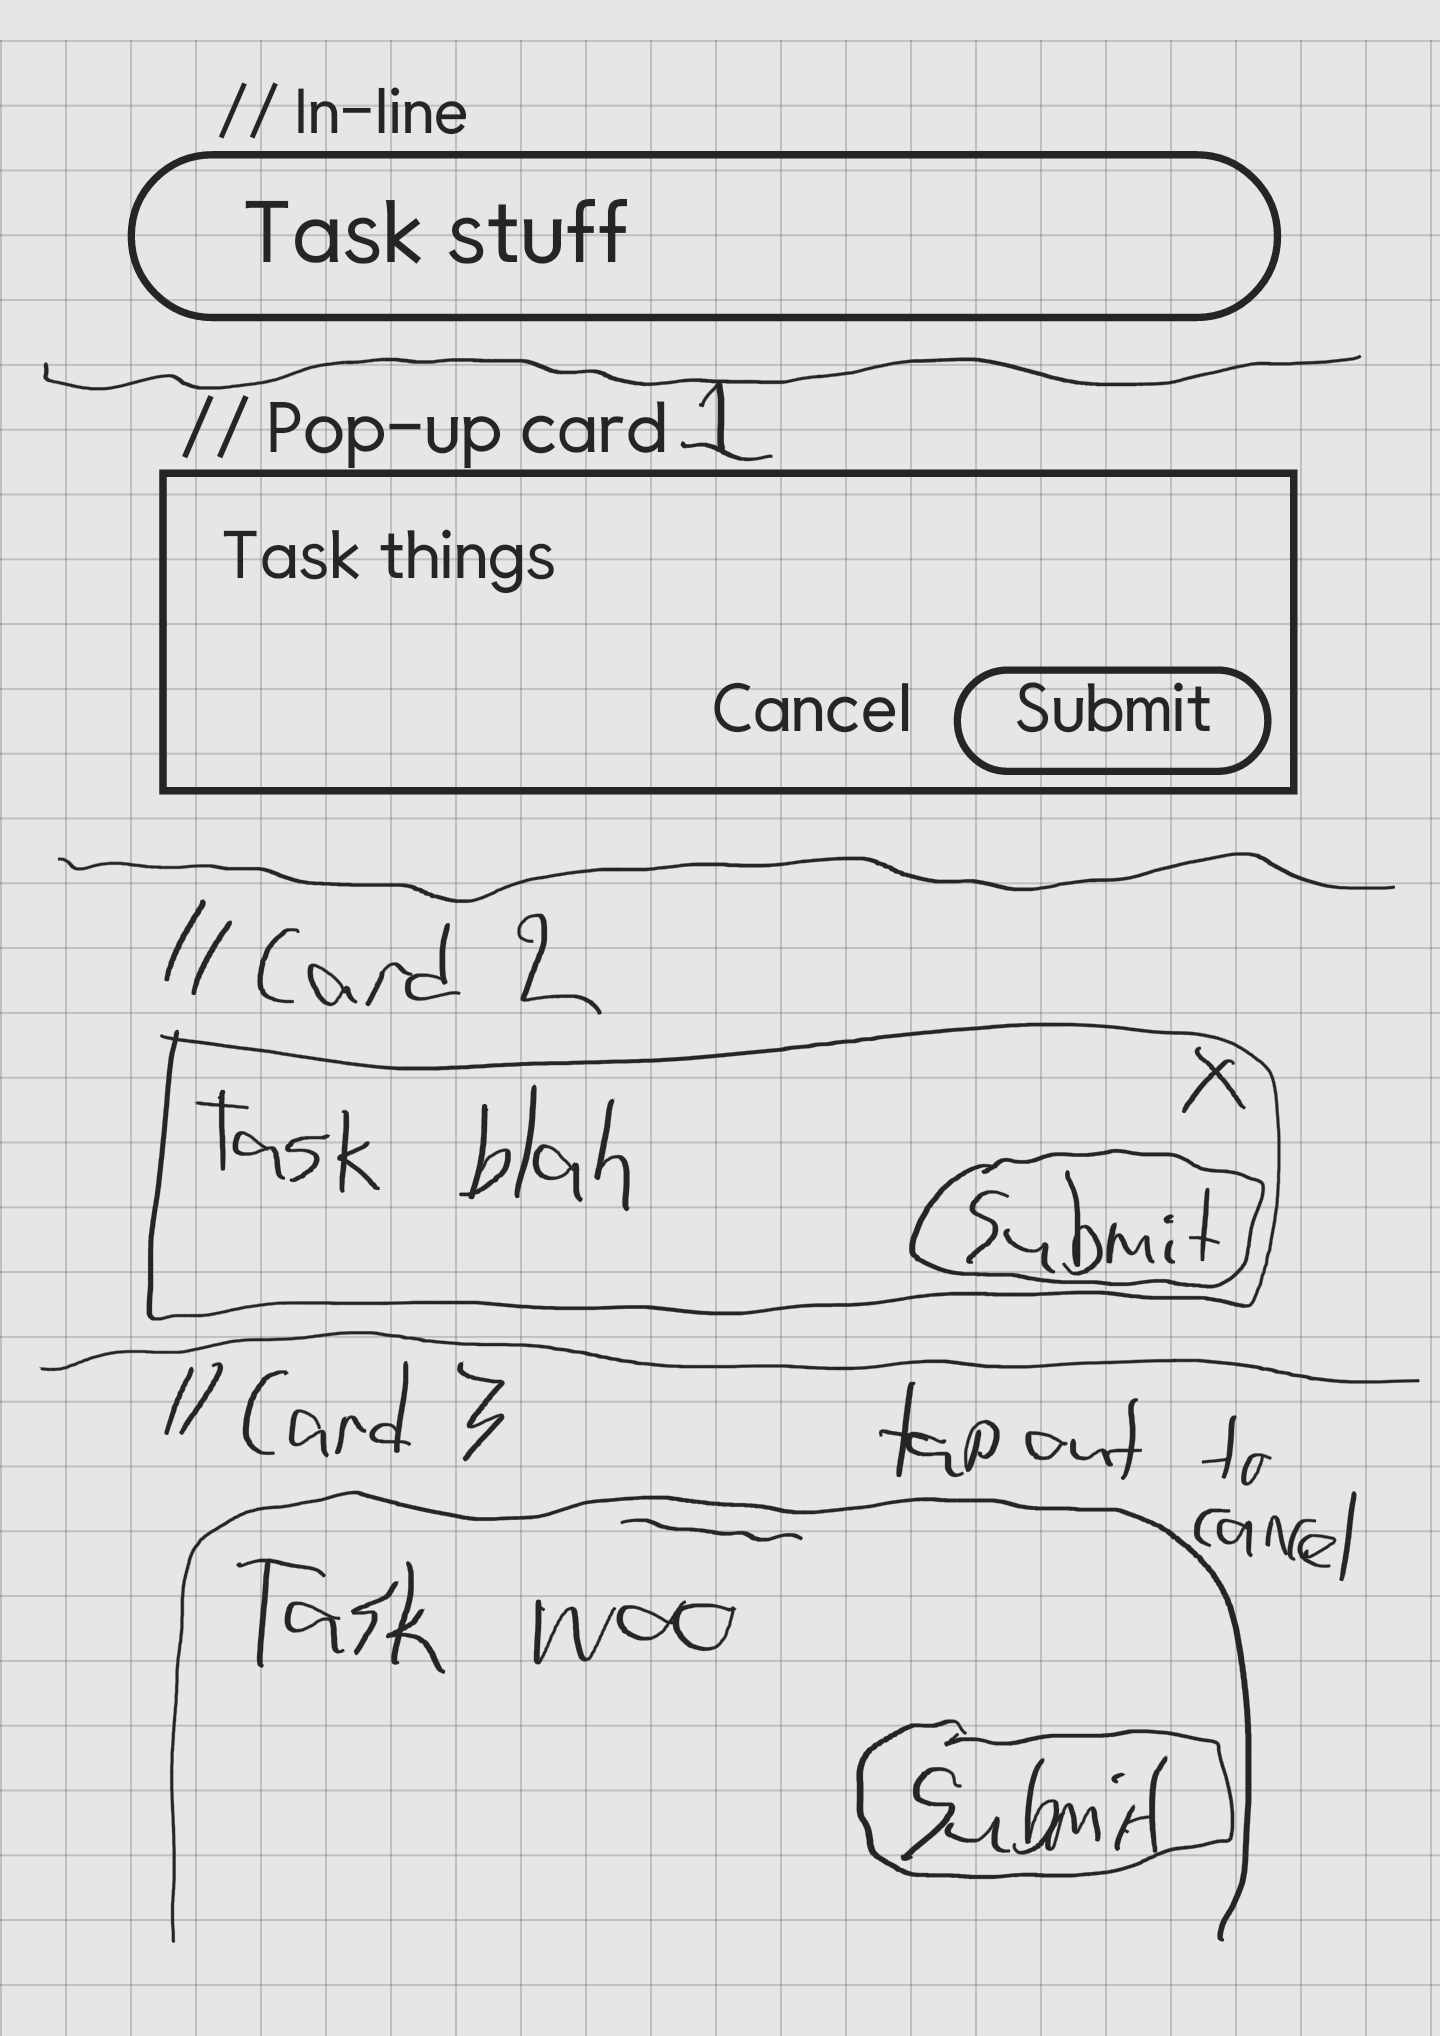 // In-line
Task stuff
// Pop-up card 1
Task things
Cancel Submit
// Card 2
X
Task blah
Submit
// Card 3
tap out to
cancel
Task woo
Submit